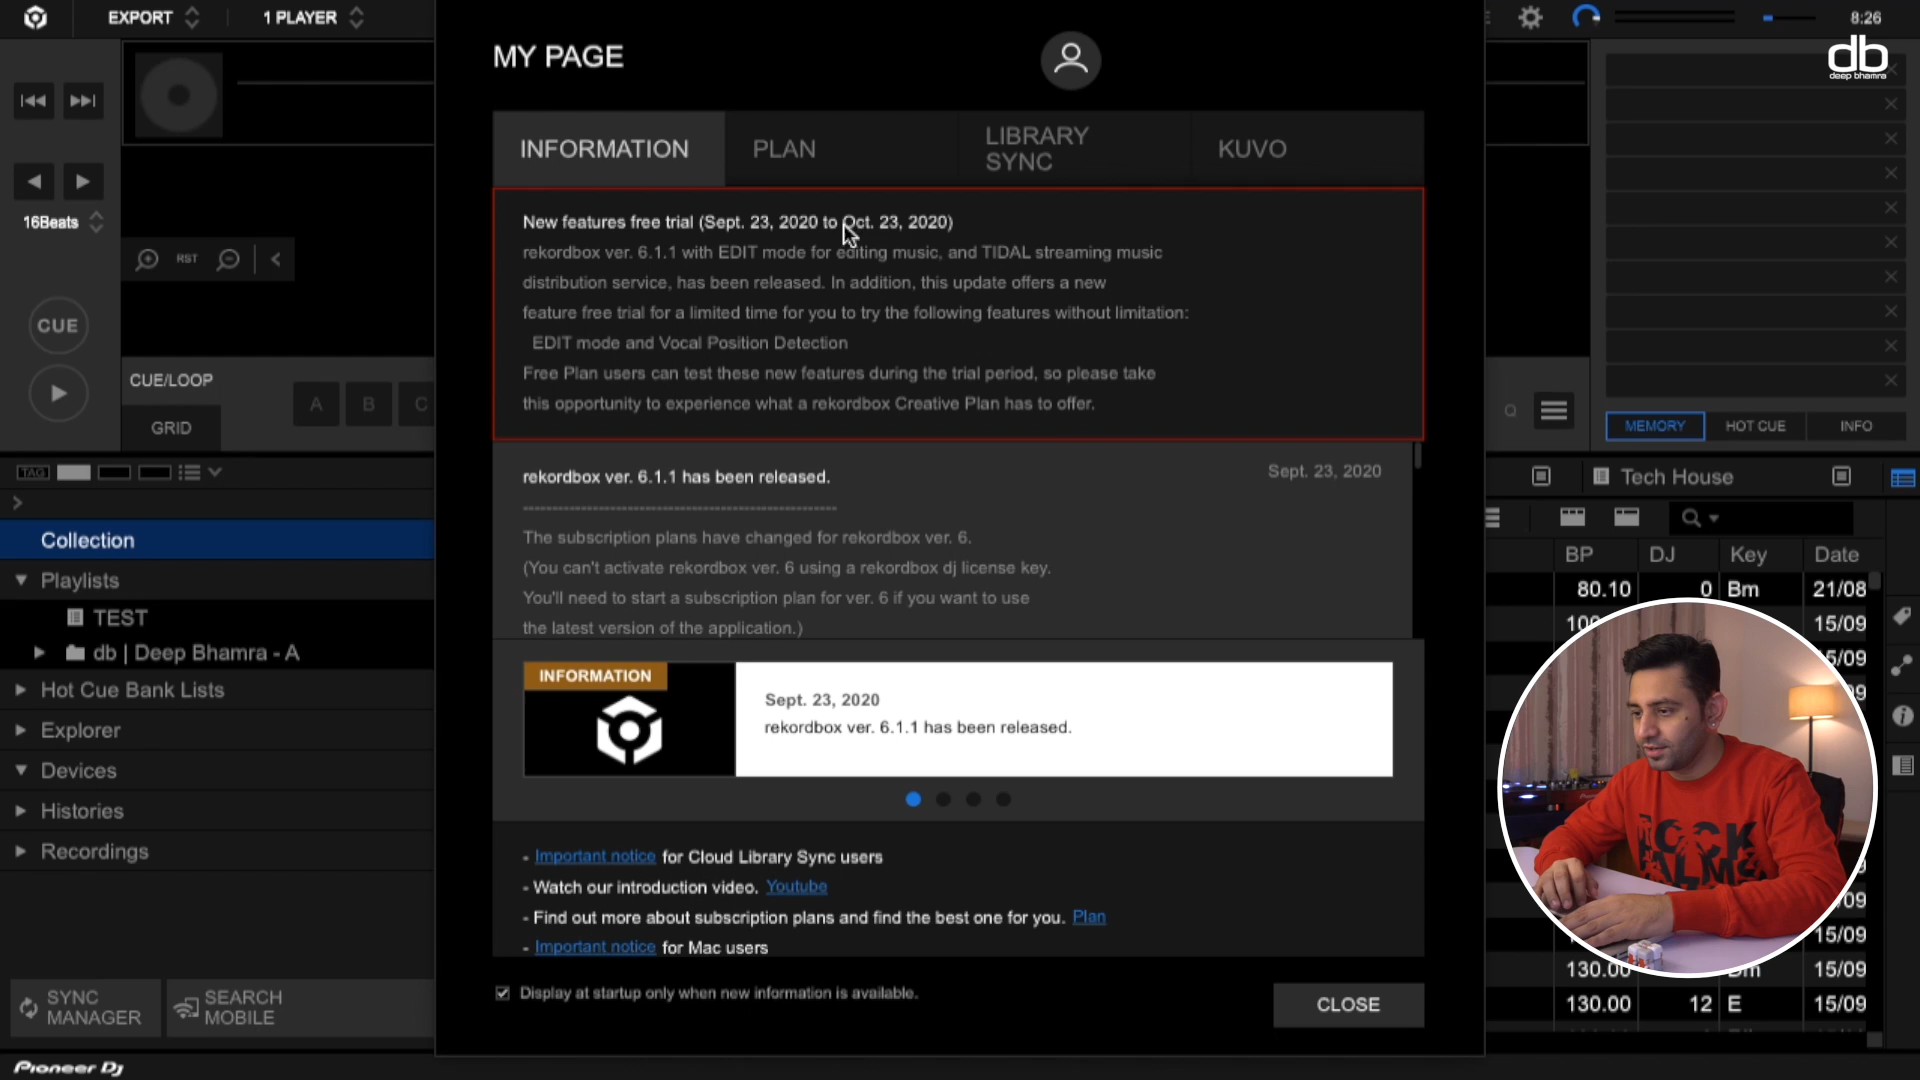 EXPORT
1 PLAYER
8:26
db
deep bhamra
MY PAGE
INFORMATION
PLAN
LIBRARY
SYNC
KUVO
16Beats
RST
CUE
CUE/LOOP
GRID
A
B
C
New features free trial (Sept. 23, 2020 to Oct. 23, 2020)
rekordbox ver. 6.1.1 with EDIT mode for editing music, and TIDAL streaming music
distribution service, has been released. In addition, this update offers a new
feature free trial for a limited time for you to try the following features without limitation:
EDIT mode and Vocal Position Detection
Free Plan users can test these new features during the trial period, so please take
this opportunity to experience what a rekordbox Creative Plan has to offer.
Q
MEMORY
HOT CUE
INFO
TAG
Collection
Playlists
TEST
db | Deep Bhamra - A
Hot Cue Bank Lists
Explorer
Devices
Histories
Recordings
SYNC
MANAGER
SEARCH
MOBILE
Pioneer Dj
rekordbox ver. 6.1.1 has been released.
Sept. 23, 2020
----------------------------------------------------
The subscription plans have changed for rekordbox ver. 6.
(You can't activate rekordbox ver. 6 using a rekordbox dj license key.
You'll need to start a subscription plan for ver. 6 if you want to use
the latest version of the application.)
INFORMATION
Sept. 23, 2020
rekordbox ver. 6.1.1 has been released.
- Important notice for Cloud Library Sync users
- Watch our introduction video. Youtube
- Find out more about subscription plans and find the best one for you. Plan
- Important notice for Mac users
Display at startup only when new information is available.
CLOSE
Tech House
BP DJ Key Date
80.10 0 Bm 21/08
15/09
15/09
130.00 15/09
130.00 12 E 15/09